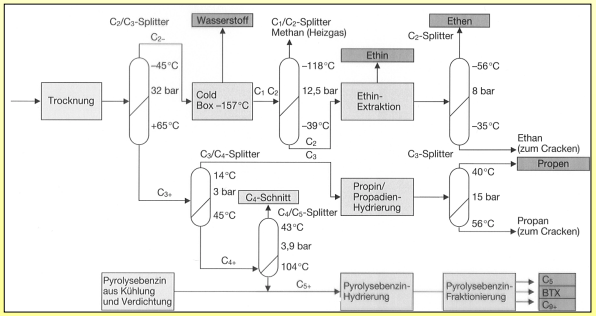 C2/C3-Splitter
C2–
Wasserstoff
C1/C2-Splitter
Methan (Heizgas)
Ethin
C2-Splitter
Ethen
Trocknung
–45°C
32 bar
+65°C
Cold
Box –157°C
C1 C2
–118°C
12,5 bar
–39°C
C2
Ethin-
Extraktion
–56°C
8 bar
–35°C
Ethan
(zum Cracken)
C3+
C3/C4-Splitter
C3
14°C
3 bar
45°C
C4-Schnitt
C4/C5-Splitter
43°C
3,9 bar
104°C
C4+
Propin/
Propadien-
Hydrierung
C3-Splitter
40°C
15 bar
56°C
Propen
Propan
(zum Cracken)
Pyrolysebenzin
aus Kühlung
und Verdichtung
C5+
Pyrolysebenzin-
Hydrierung
Pyrolysebenzin-
Fraktionierung
C5
BTX
C9+